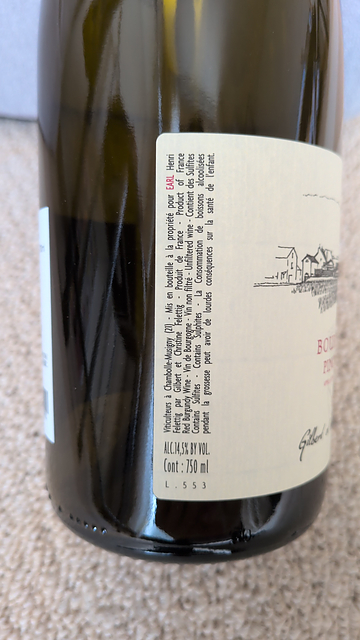 Viticulteurs à Chambolle-Musigny (21) - Mis en bouteille à la propriété pour EARL Henri
Felettig par Gilbert et Christine Felettig - Produit de France - Product of France
Red Burgundy Wine - Vin de Bourgogne - Vin non filtré - Unfiltered wine - Contient des Sulfites
Contains Sulfites - Contains Sulphites - La Consommation de boissons alcoolisées
pendant la grossesse peut avoir de lourdes conséquences sur la santé de l'enfant.
ALC.14,5% BY VOL.
Cont : 750 ml
L. 553
BOU
Gilbert